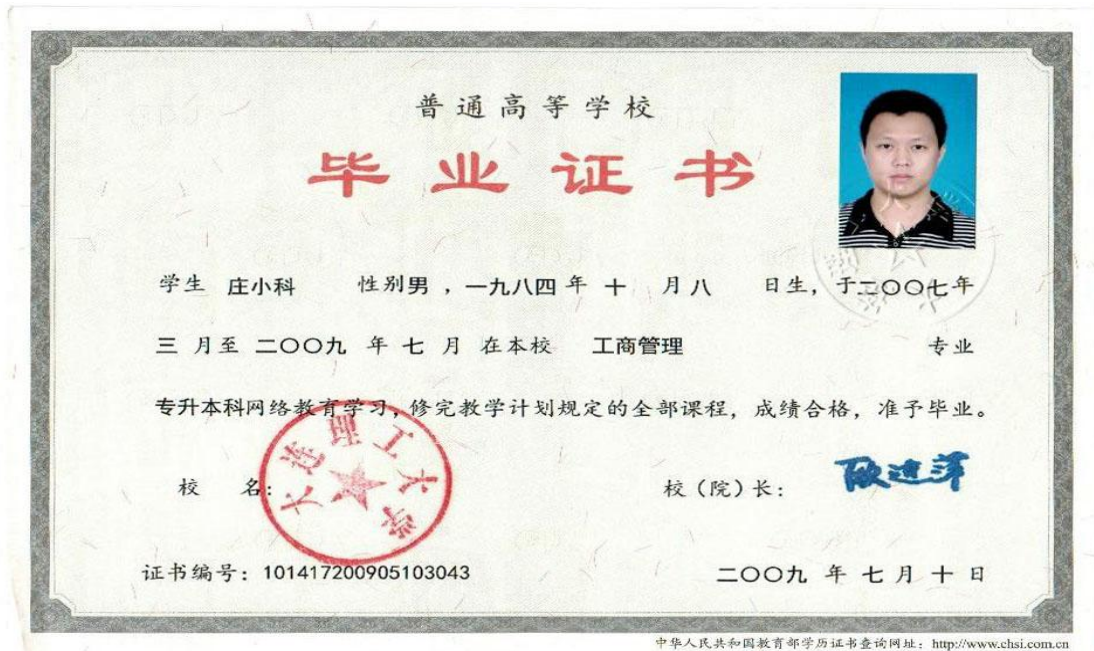 普通高等学校
毕业证书
学生 庄小科 性别男 ，一九八四 年 十 月 八 日生，于二〇〇七年
三 月至 二〇〇九 年 七 月 在本校 工商管理 专业
专升本科网络教育学习，修完教学计划规定的全部课程，成绩合格，准予毕业。
大连理工大学
校 名：
校（院）长：
证书编号：101417200905103043
二〇〇九 年 七 月 十 日
中华人民共和国教育部学历证书查询网址：http://www.chsi.com.cn